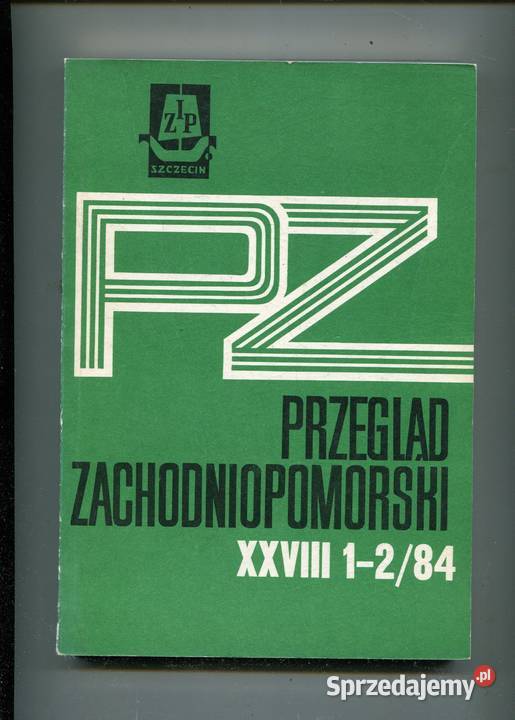 ZIP
SZCZECIN
PZ
PRZEGLĄD
ZACHODNIOPOMORSKI
XXVIII 1-2/84
Sprzedajemy.pl